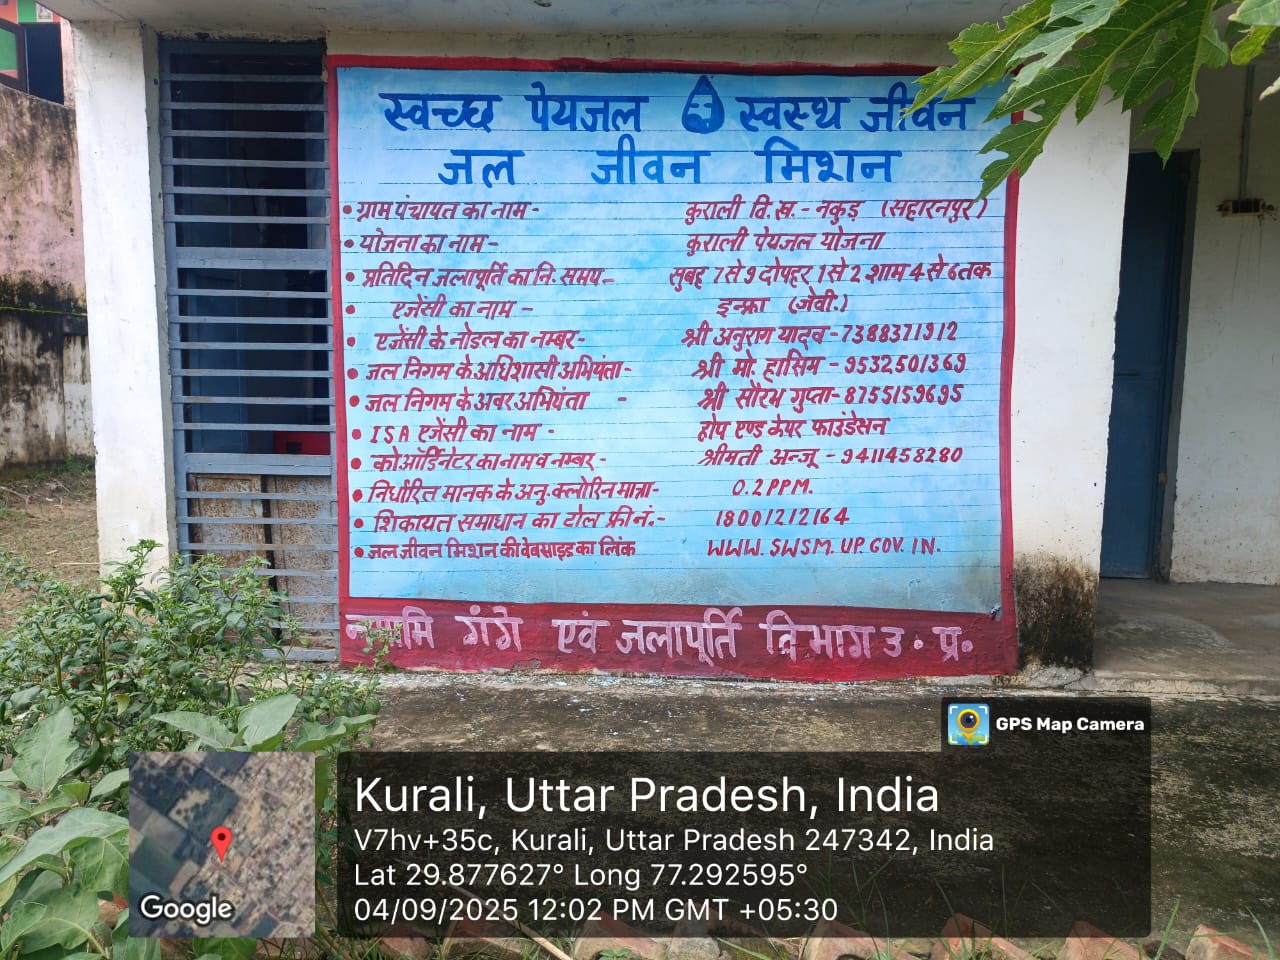 स्वच्छ पेयजल स्वस्थ जीवन
जल जीवन मिशन
• ग्राम पंचायत का नाम - कुराली वि.ख. - नकुड़ (सहारनपुर)
• योजना का नाम - कुराली पेयजल योजना
• प्रतिदिन जलापूर्ति का नि. समय - सुबह 7 से 9 दोपहर 1 से 2 शाम 4 से 6 तक
• एजेंसी का नाम - इन्फ्रा (जेवी.)
• एजेंसी के नोडल का नम्बर - श्री अनुराग यादव - 7388371912
• जल निगम के अधिशासी अभियंता - श्री मो. हासिम - 9532501369
• जल निगम के अवर अभियंता - श्री सौरभ गुप्ता - 8755159695
• ISA एजेंसी का नाम - होप एण्ड केयर फाउंडेसन
• कोऑर्डिनेटर का नाम व नम्बर - श्रीमती अन्जू - 9411458280
• निर्धारित मानक के अनु. क्लोरिन मात्रा - 0.2 PPM.
• शिकायत समाधान का टोल फ्री नं. - 18001212164
• जल जीवन मिशन की वेबसाइड का लिंक WWW.SWSM.UP.GOV.IN.
नमामि गंगे एवं जलापूर्ति विभाग उ. प्र.
GPS Map Camera
Kurali, Uttar Pradesh, India
V7hv+35c, Kurali, Uttar Pradesh 247342, India
Lat 29.877627° Long 77.292595°
04/09/2025 12:02 PM GMT +05:30
Google